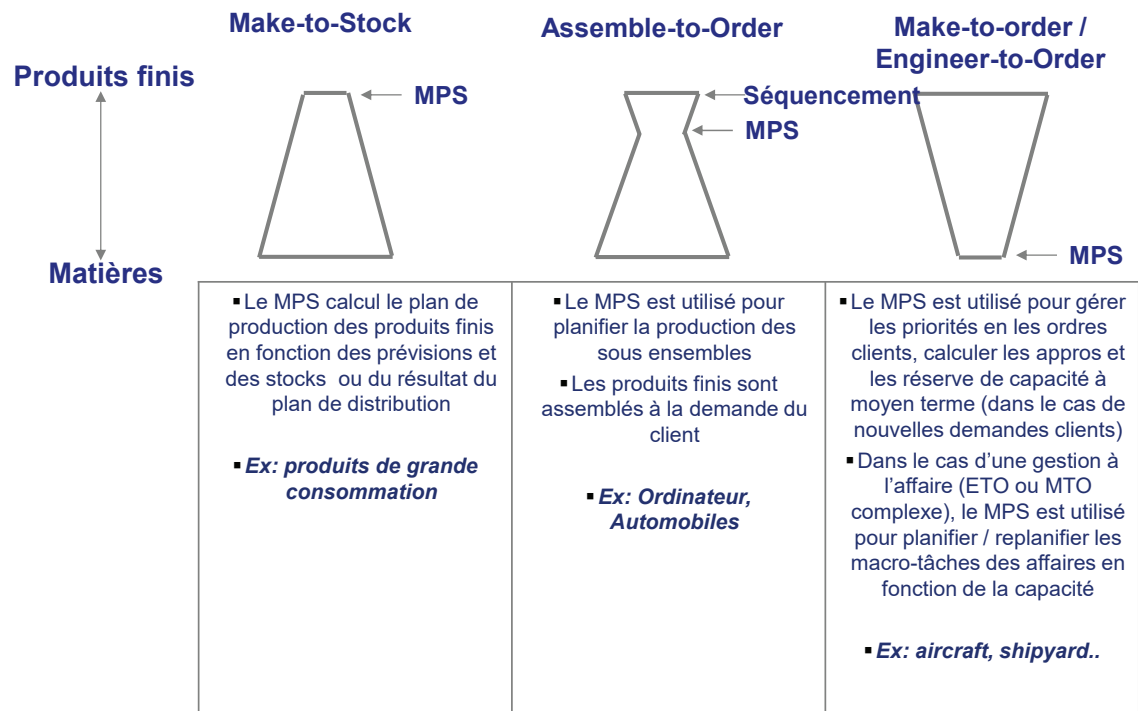 Make-to-Stock
Assemble-to-Order
Make-to-order /
Engineer-to-Order
Produits finis
MPS
Séquencement
MPS
MPS
Matières
▪Le MPS calcul le plan de
production des produits finis
en fonction des prévisions et
des stocks ou du résultat du
plan de distribution
▪Ex: produits de grande
consommation
▪Le MPS est utilisé pour
planifier la production des
sous ensembles
▪Les produits finis sont
assemblés à la demande du
client
▪Ex: Ordinateur,
Automobiles
▪Le MPS est utilisé pour gérer
les priorités en les ordres
clients, calculer les appros et
les réserve de capacité à
moyen terme (dans le cas de
nouvelles demandes clients)
▪Dans le cas d’une gestion à
l’affaire (ETO ou MTO
complexe), le MPS est utilisé
pour planifier / replanifier les
macro-tâches des affaires en
fonction de la capacité
▪Ex: aircraft, shipyard..